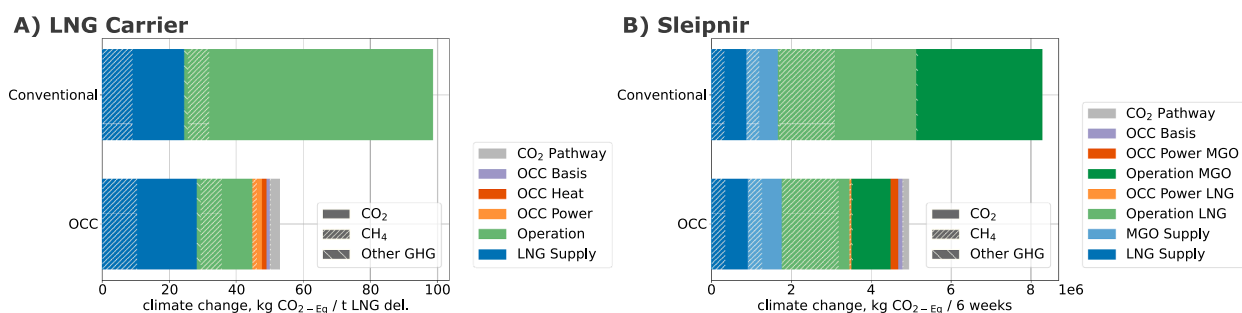 A) LNG Carrier
Conventional
OCC
CO₂
CH₄
Other GHG
0 20 40 60 80 100
climate change, kg CO₂₋Eq / t LNG del.
CO₂ Pathway
OCC Basis
OCC Heat
OCC Power
Operation
LNG Supply
B) Sleipnir
Conventional
OCC
CO₂
CH₄
Other GHG
0 2 4 6 8 1e6
climate change, kg CO₂₋Eq / 6 weeks
CO₂ Pathway
OCC Basis
OCC Power MGO
Operation MGO
OCC Power LNG
Operation LNG
MGO Supply
LNG Supply